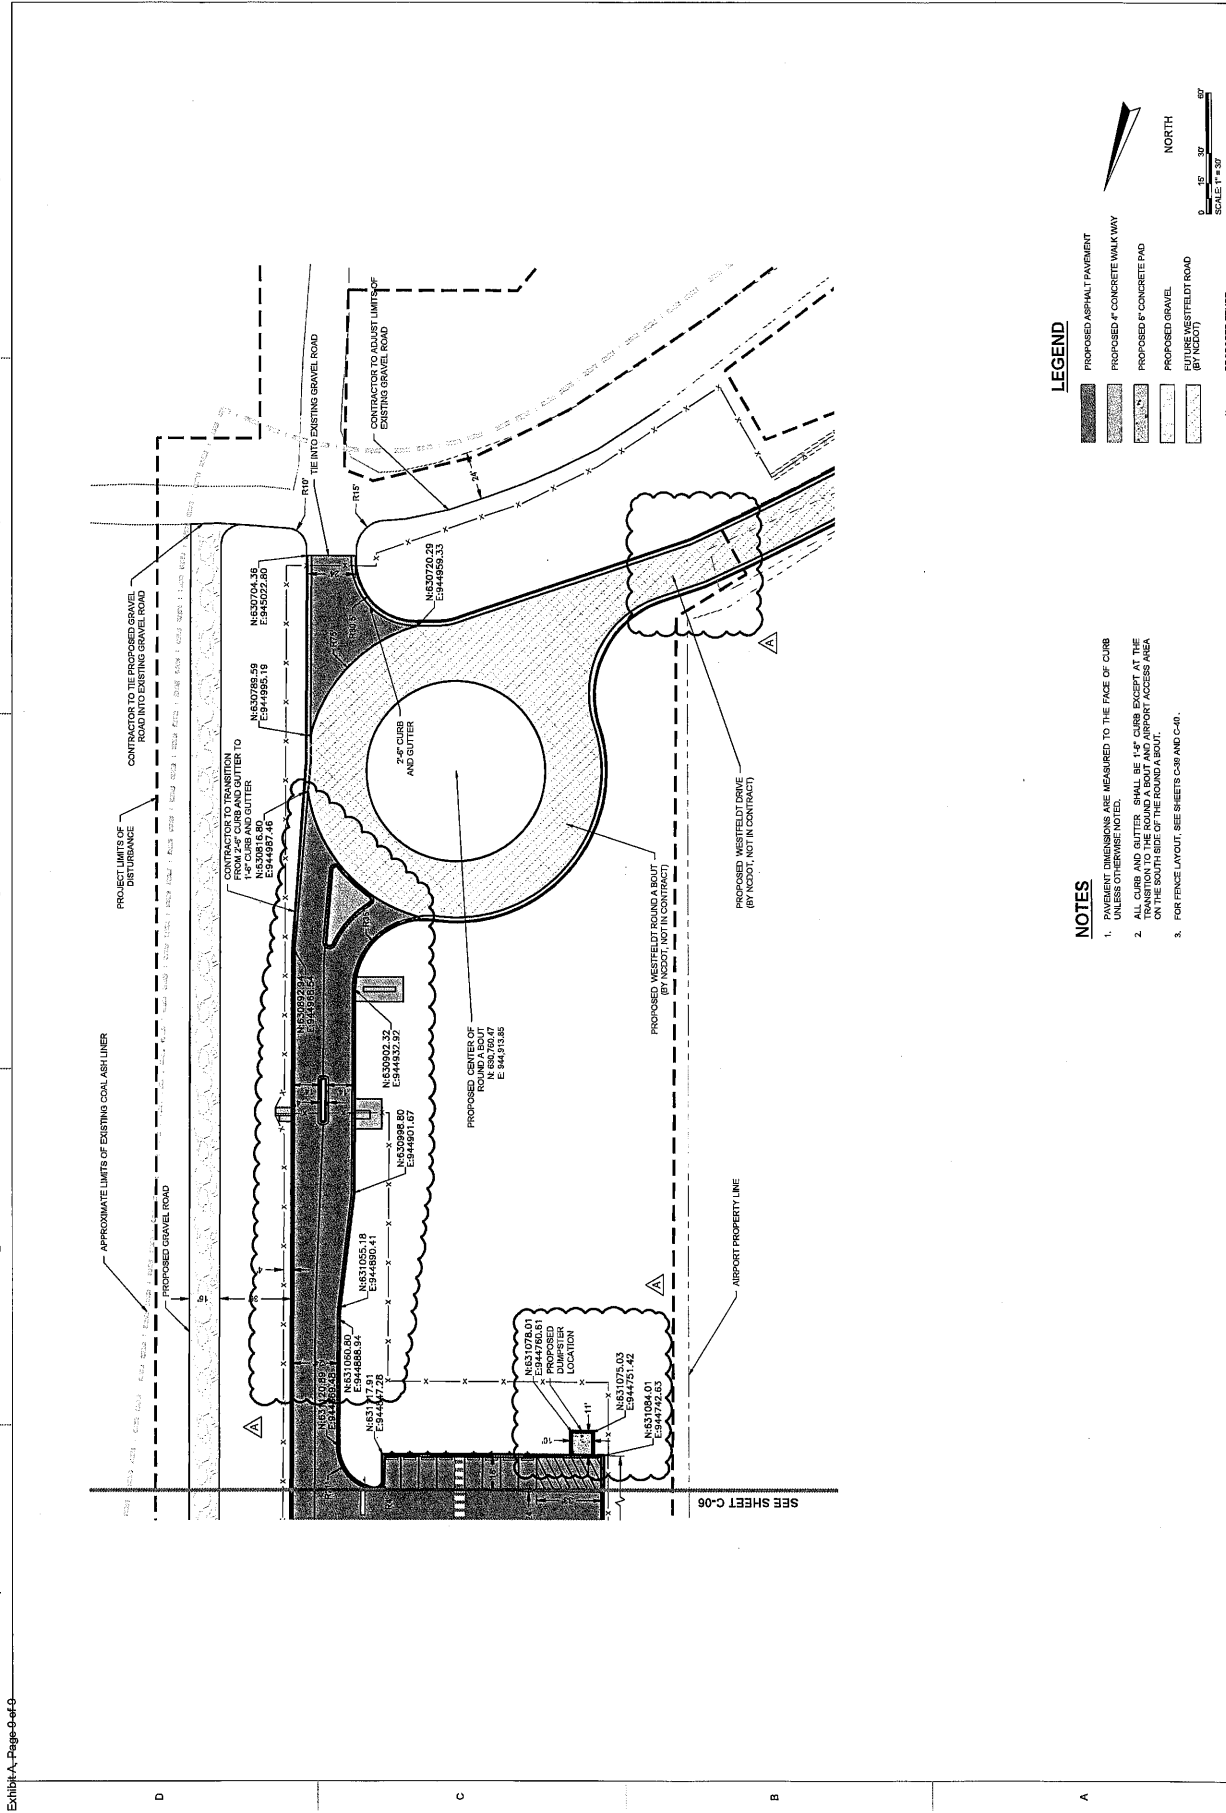 Exhibit A, Page 9 of 9
D
C
B
A
APPROXIMATE LIMITS OF EXISTING COAL ASH LINER
PROPOSED GRAVEL ROAD
PROJECT LIMITS OF
DISTURBANCE
CONTRACTOR TO TIE PROPOSED GRAVEL
ROAD INTO EXISTING GRAVEL ROAD
CONTRACTOR TO TRANSITION
FROM 2'-6" CURB AND GUTTER TO
1'-6" CURB AND GUTTER
N:630816.80
E:944987.46
N:630789.59
E:944995.19
N:630704.36
E:945022.80
R10'
TIE INTO EXISTING GRAVEL ROAD
R15'
CONTRACTOR TO ADJUST LIMITS OF
EXISTING GRAVEL ROAD
24'
N:630720.29
E:944959.33
2'-6" CURB
AND GUTTER
N:630902.32
E:944932.92
N:630998.80
E:944901.67
N:631055.18
E:944890.41
N:631060.80
E:944888.94
16'
PROPOSED CENTER OF
ROUND A BOUT
N: 630,760.47
E: 944,913.85
PROPOSED WESTFELDT ROUND A BOUT
(BY NCDOT, NOT IN CONTRACT)
PROPOSED WESTFELDT DRIVE
(BY NCDOT, NOT IN CONTRACT)
AIRPORT PROPERTY LINE
N:631078.01
E:944760.61
PROPOSED
DUMPSTER
LOCATION
11'
N:631075.03
E:944751.42
N:631084.01
E:944742.63
A
A
A
SEE SHEET C-06
NOTES
1. PAVEMENT DIMENSIONS ARE MEASURED TO THE FACE OF CURB
UNLESS OTHERWISE NOTED.
2. ALL CURB AND GUTTER SHALL BE 1'-6" CURB EXCEPT AT THE
TRANSITION TO THE ROUND A BOUT AND AIRPORT ACCESS AREA
ON THE SOUTH SIDE OF THE ROUND A BOUT.
3. FOR FENCE LAYOUT, SEE SHEETS C-39 AND C-40.
LEGEND
PROPOSED ASPHALT PAVEMENT
PROPOSED 4" CONCRETE WALK WAY
PROPOSED 6" CONCRETE PAD
PROPOSED GRAVEL
FUTURE WESTFELDT ROAD
(BY NCDOT)
NORTH
0 15' 30' 60'
SCALE: 1" = 30'